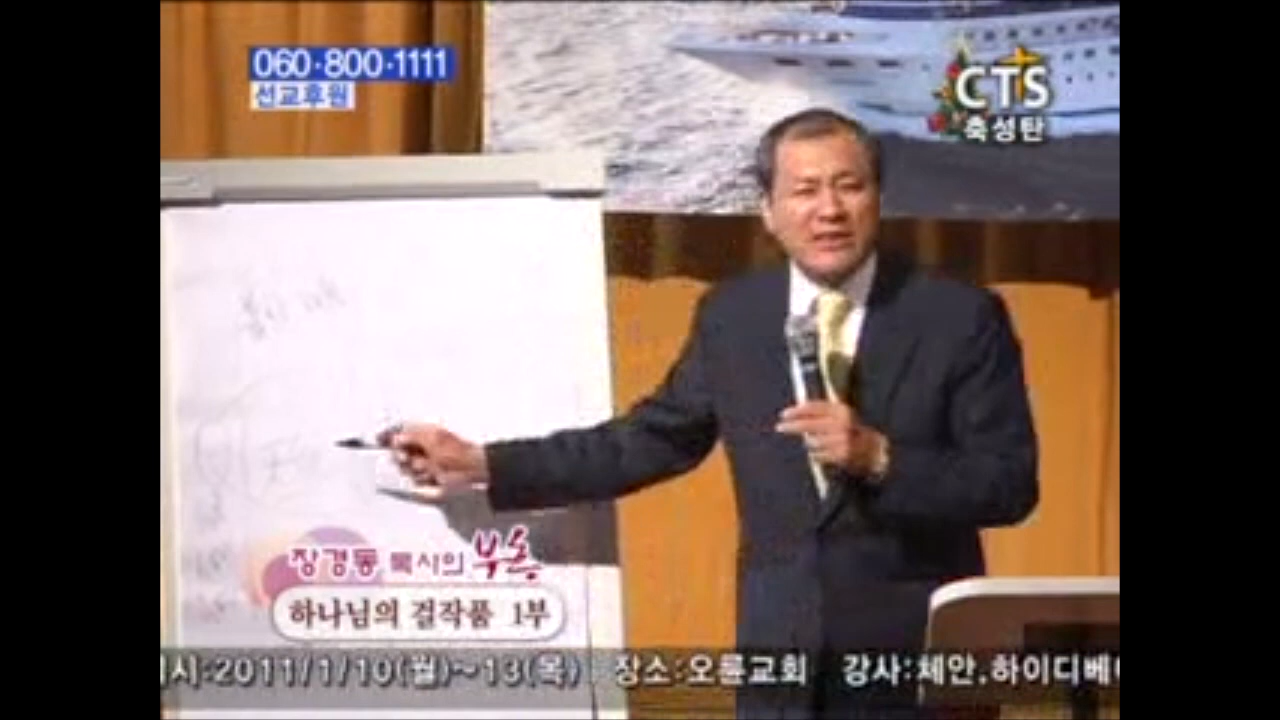 060·800·1111
선교후원
CTS
축성탄
장경동 목사의 부흥
하나님의 걸작품 1부
시:2011/1/10(월)~13(목) 장소:오륜교회 강사:체안,하이디베